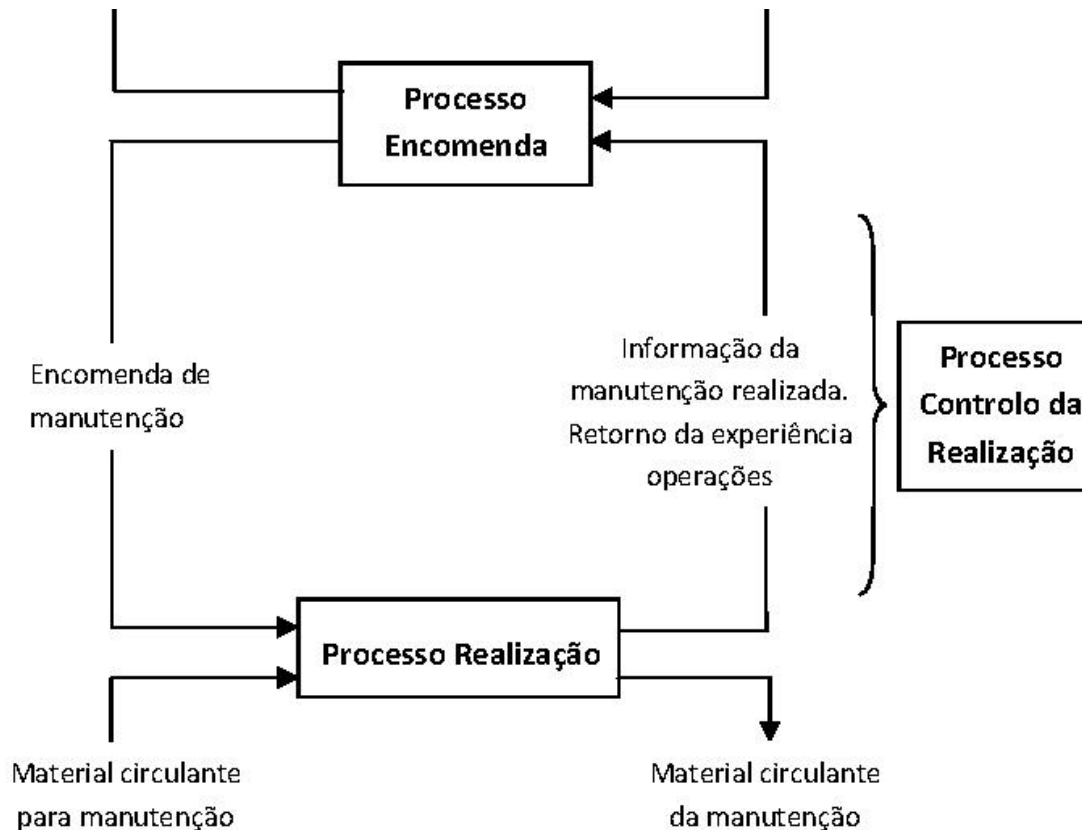 Processo
Encomenda
Encomenda de
manutenção
Informação da
manutenção realizada.
Retorno da experiência
operações
Processo
Controlo da
Realização
Processo Realização
Material circulante
para manutenção
Material circulante
da manutenção